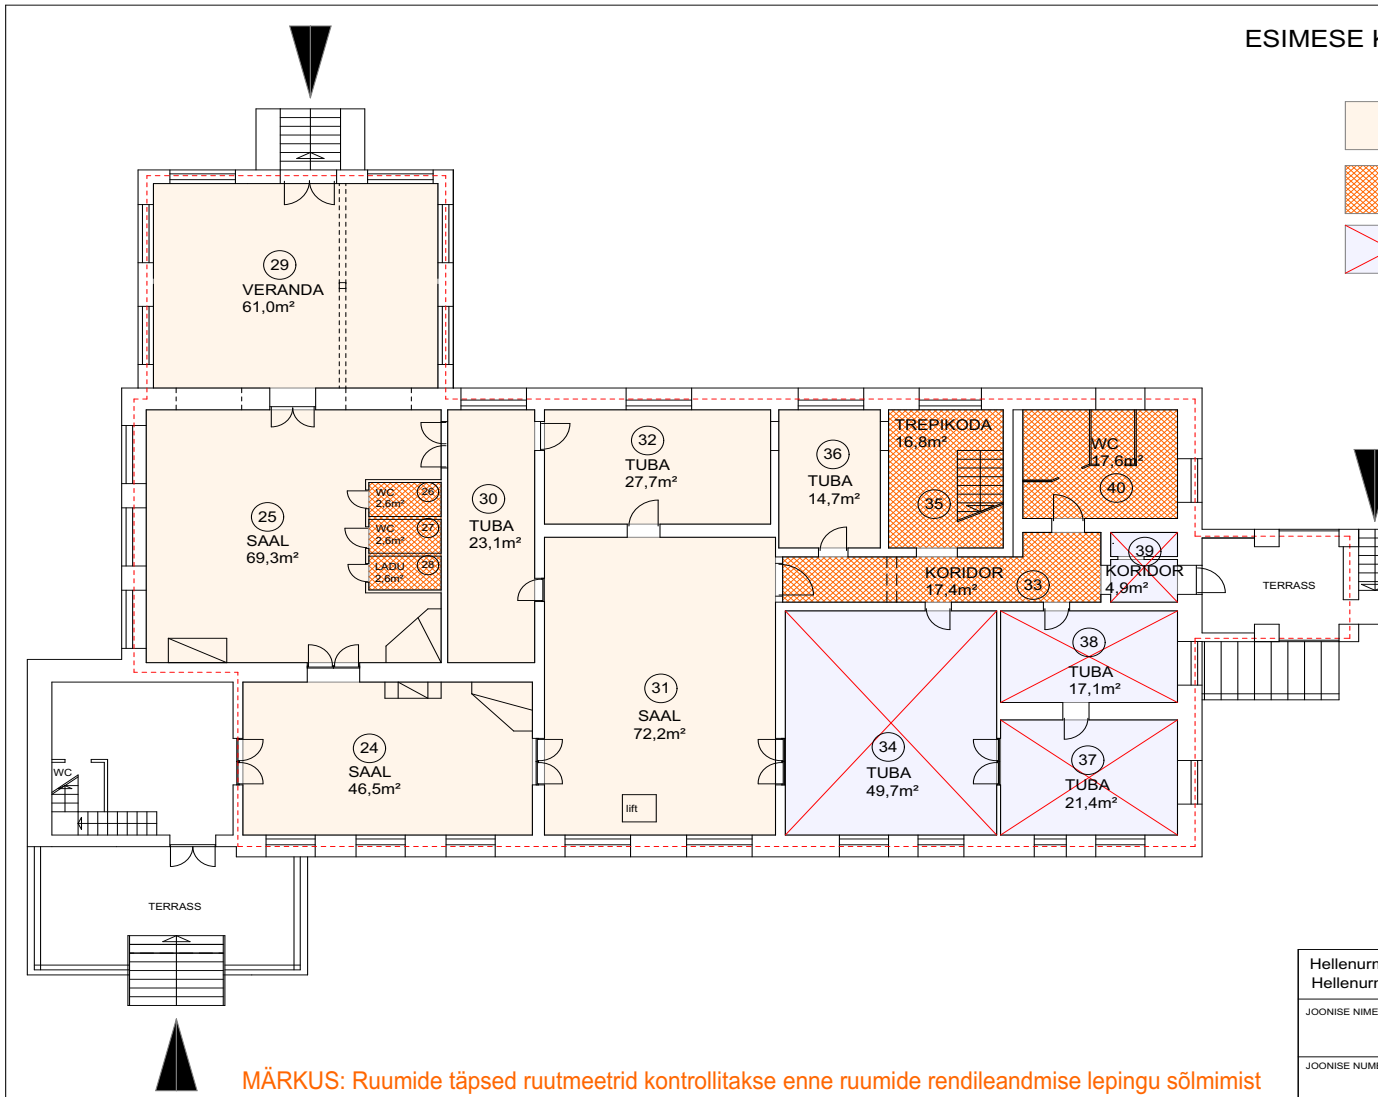 ESIMESE
29
VERANDA
61,0m²
25
SAAL
69,3m²
WC
26
2,6m²
WC
27
2,6m²
LADU
28
2,6m²
30
TUBA
23,1m²
32
TUBA
27,7m²
36
TUBA
14,7m²
TREPIKODA
16,8m²
35
WC
17,6m²
40
KORIDOR
17,4m²
33
39
KORIDOR
4,9m²
TERRASS
38
TUBA
17,1m²
31
SAAL
72,2m²
lift
34
TUBA
49,7m²
37
TUBA
21,4m²
24
SAAL
46,5m²
WC
TERRASS
Hellenurm
Hellenurm
JOONISE NIME
JOONISE NUME
MÄRKUS: Ruumide täpsed ruutmeetrid kontrollitakse enne ruumide rendileandmise lepingu sõlmimist